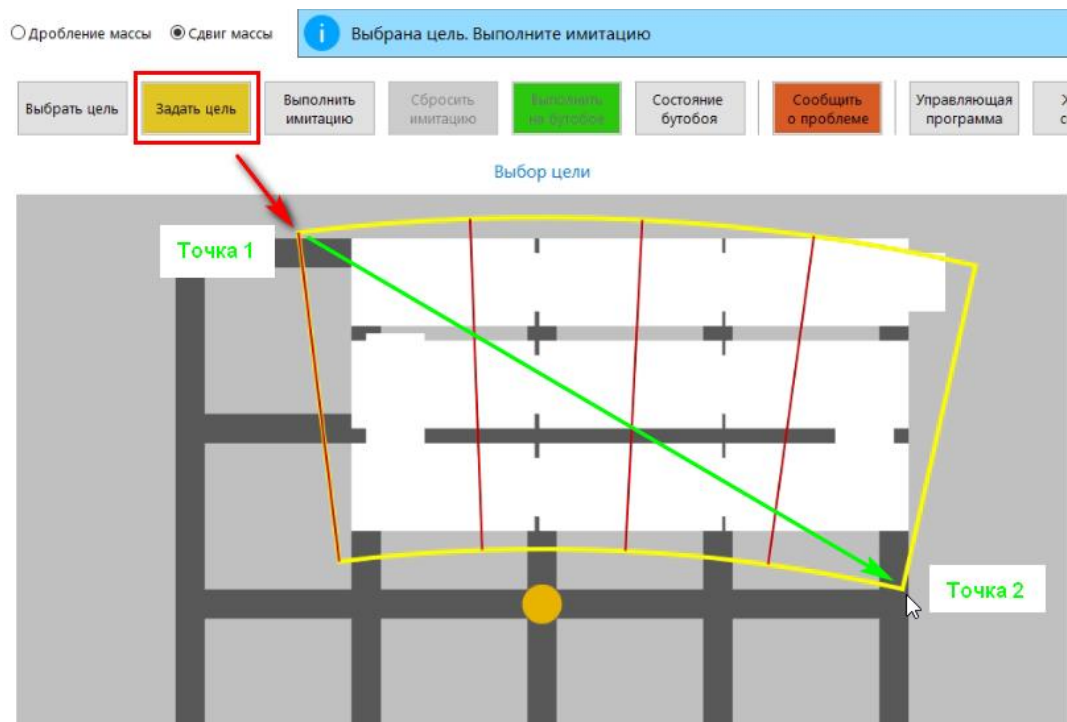 Дробление массы
Сдвиг массы
Выбрана цель. Выполните имитацию
Выбрать цель
Задать цель
Выполнить
имитацию
Сбросить
имитацию
Выполнить
на бутобое
Состояние
бутобоя
Сообщить
о проблеме
Управляющая
программа
Выбор цели
Точка 1
Точка 2